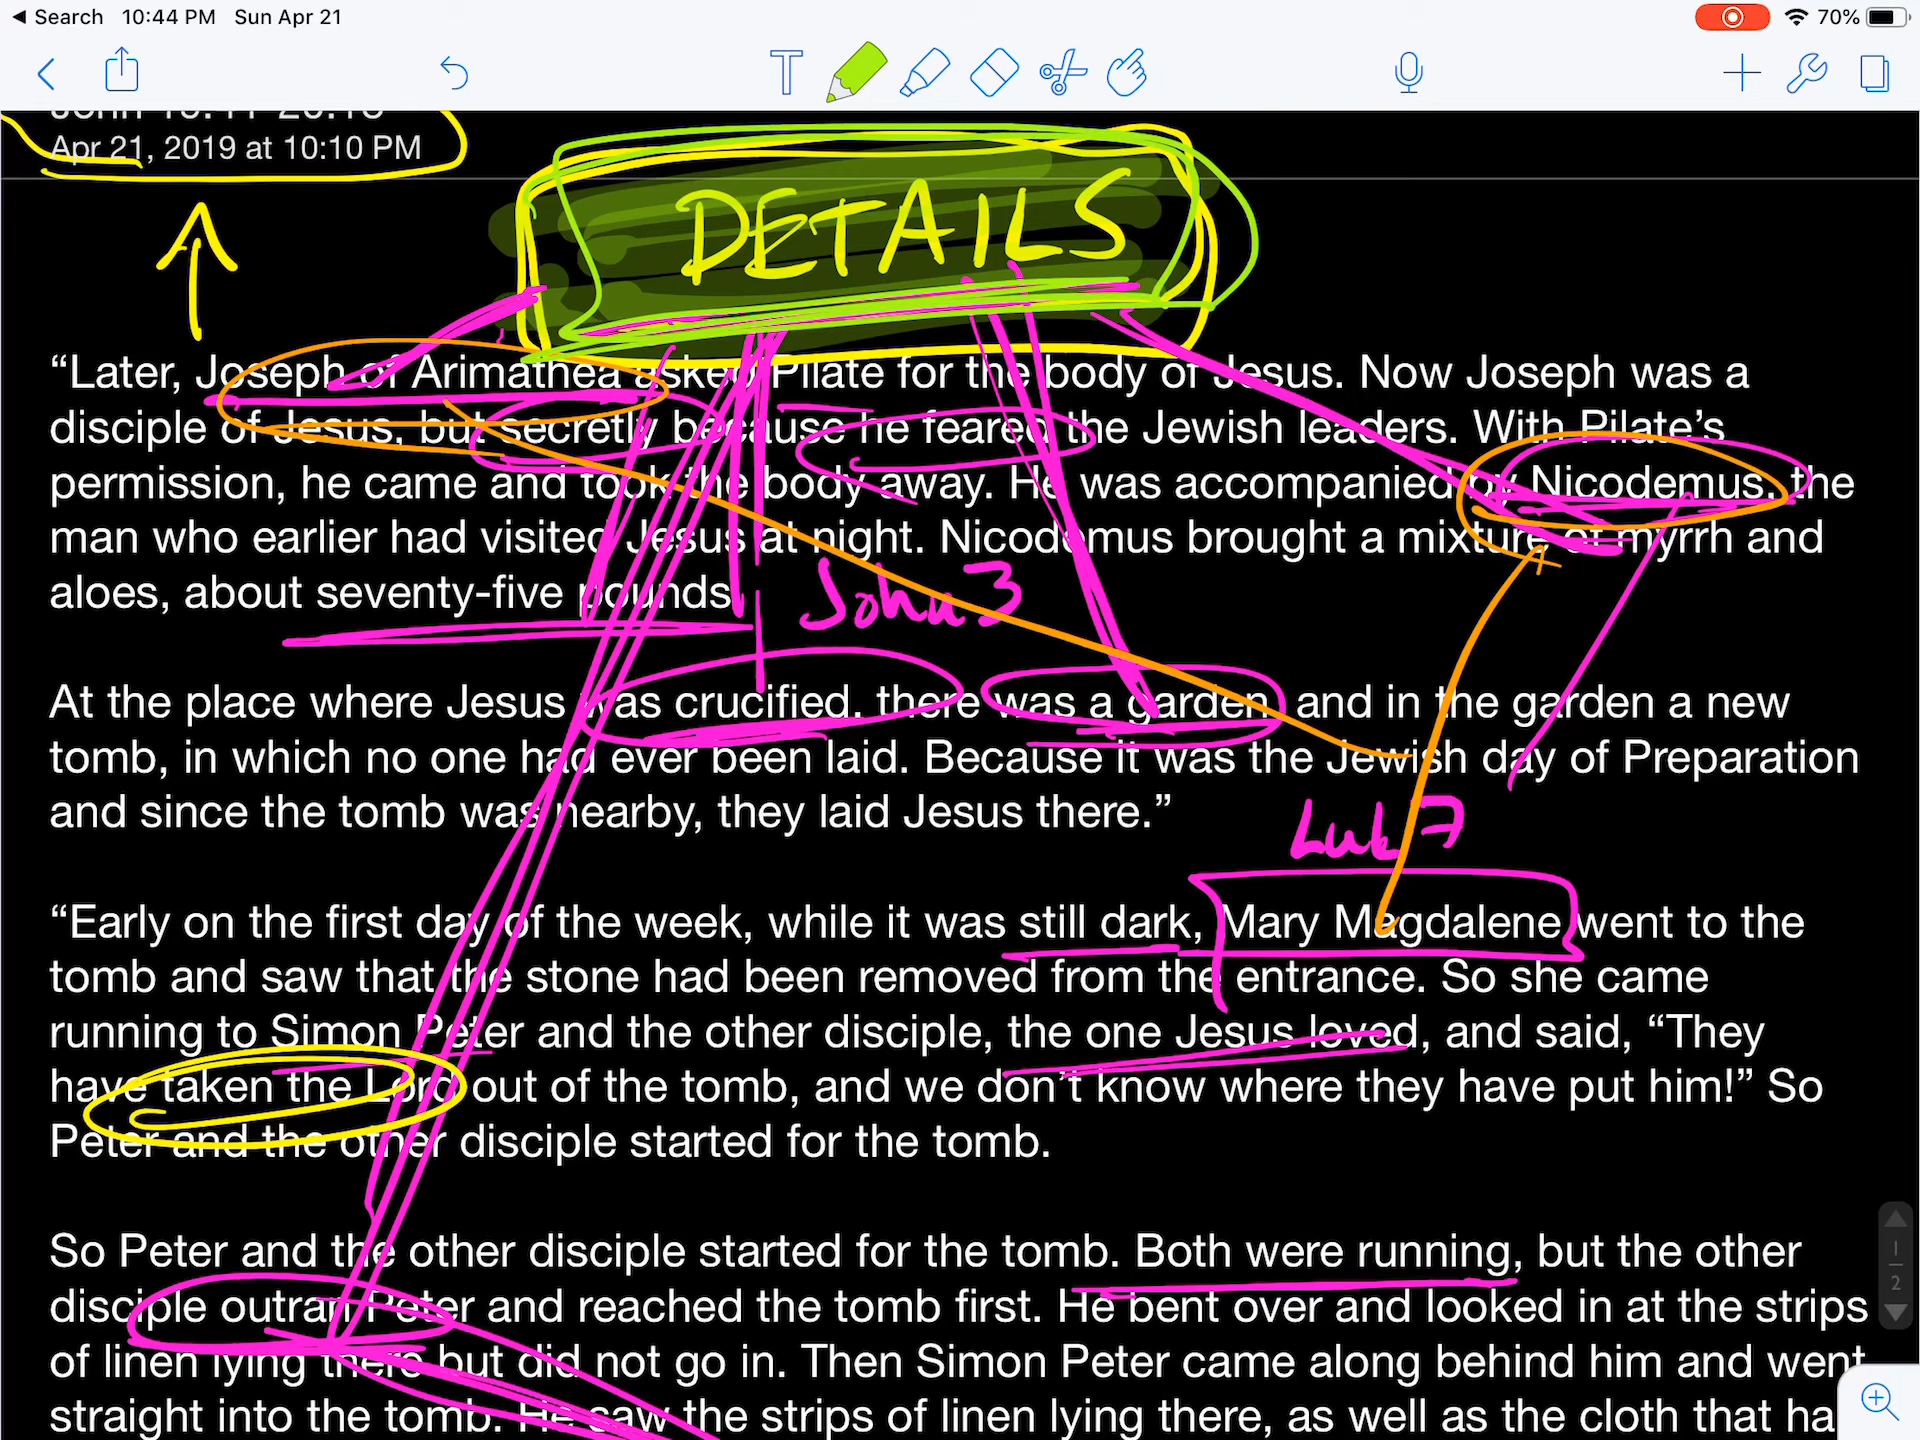 Search 10:44 PM Sun Apr 21 70%
T
Apr 21, 2019 at 10:10 PM
DETAILS
“Later, Joseph of Arimathea asked Pilate for the body of Jesus. Now Joseph was a
disciple of Jesus, but secretly because he feared the Jewish leaders. With Pilate’s
permission, he came and took the body away. He was accompanied by Nicodemus, the
man who earlier had visited Jesus at night. Nicodemus brought a mixture of myrrh and
aloes, about seventy-five pounds.
John 3
At the place where Jesus was crucified, there was a garden, and in the garden a new
tomb, in which no one had ever been laid. Because it was the Jewish day of Preparation
and since the tomb was nearby, they laid Jesus there.”
Luk 7
“Early on the first day of the week, while it was still dark, Mary Magdalene went to the
tomb and saw that the stone had been removed from the entrance. So she came
running to Simon Peter and the other disciple, the one Jesus loved, and said, “They
have taken the Lord out of the tomb, and we don’t know where they have put him!” So
Peter and the other disciple started for the tomb.
So Peter and the other disciple started for the tomb. Both were running, but the other
disciple outran Peter and reached the tomb first. He bent over and looked in at the strips
of linen lying there but did not go in. Then Simon Peter came along behind him and went
straight into the tomb. He saw the strips of linen lying there, as well as the cloth that ha
1
2